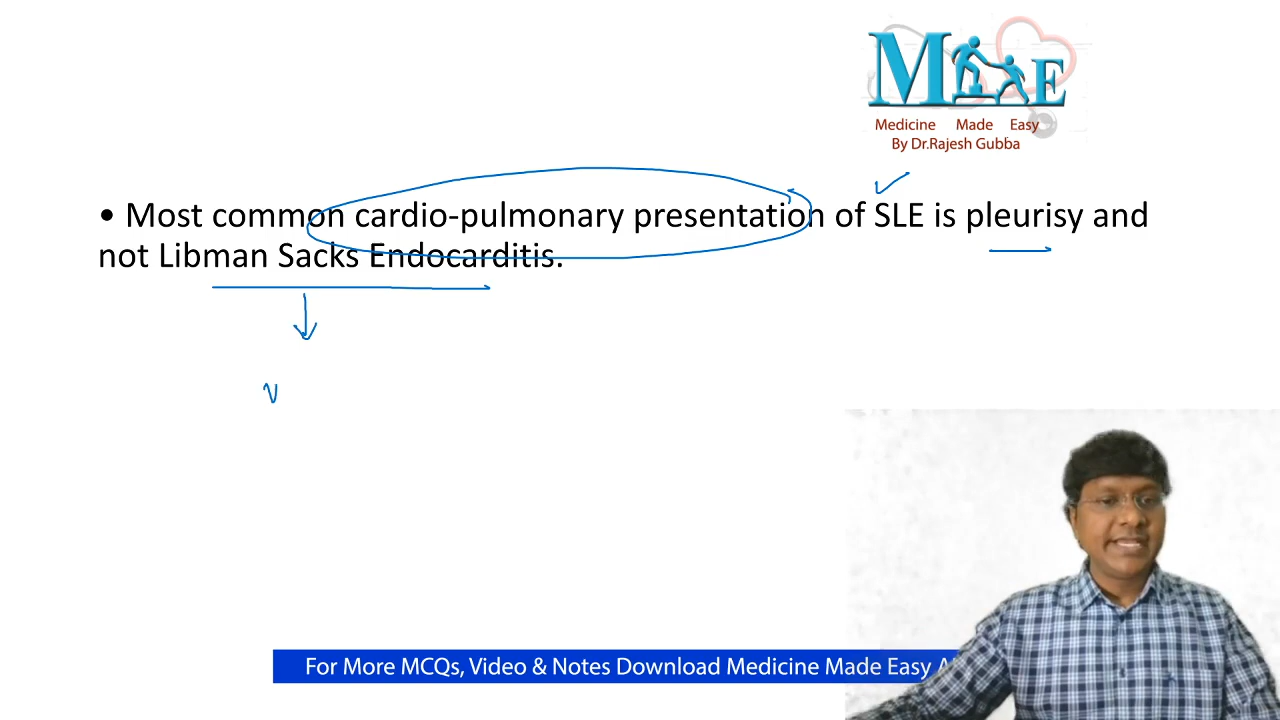 M E
Medicine Made Easy
By Dr.Rajesh Gubba
• Most common cardio-pulmonary presentation of SLE is pleurisy and
not Libman Sacks Endocarditis.
For More MCQs, Video & Notes Download Medicine Made Easy